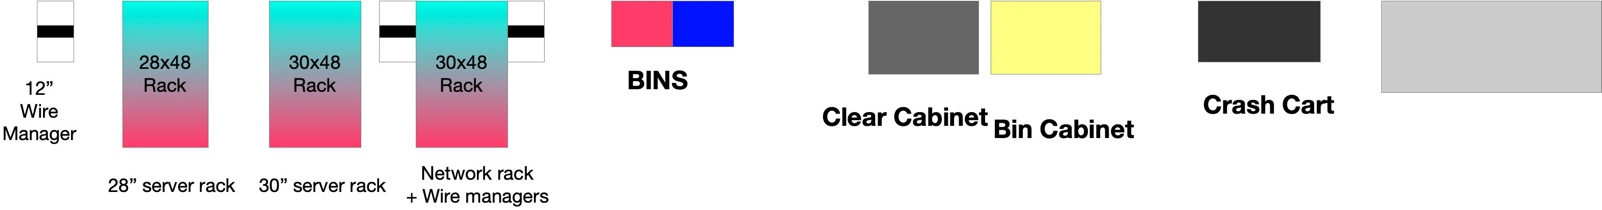 12”
Wire
Manager
28x48
Rack
28” server rack
30x48
Rack
30” server rack
30x48
Rack
Network rack
+ Wire managers
BINS
Clear Cabinet
Bin Cabinet
Crash Cart